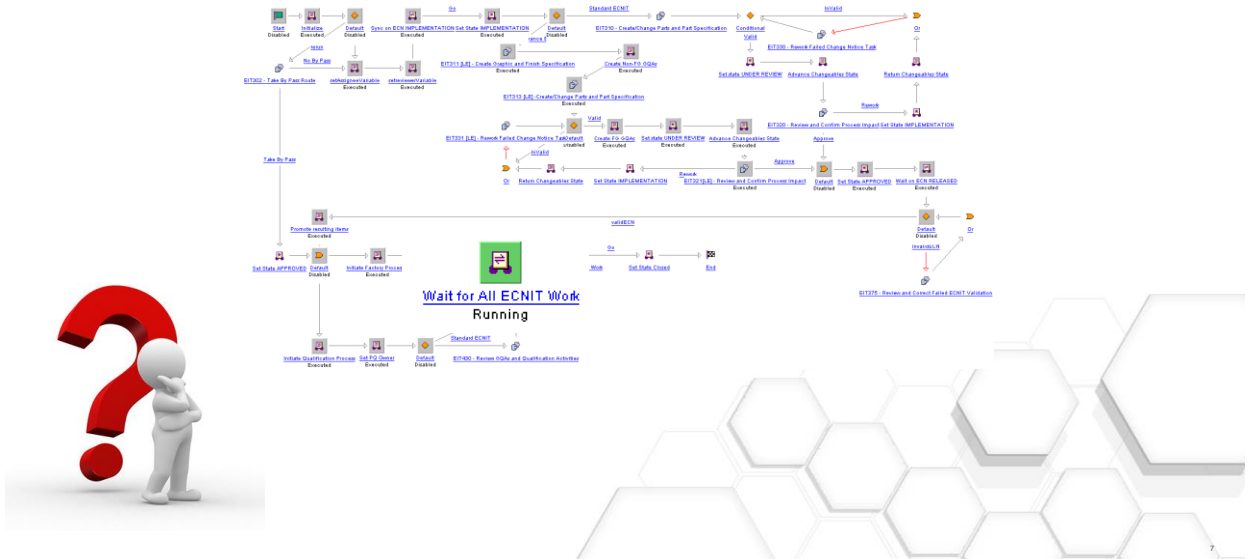 Go
Standard ECNIT
InValid
Start
Disabled
Initialize
Executed
Default
Disabled
Sync on ECN IMPLEMENTATION
Executed
Set State IMPLEMENTATION
Executed
Default
Disabled
EIT310 - Create/Change Parts and Part Specification
Conditional
Valid
EIT330 - Rework Failed Change Notice Task
Or
No By Pass
EIT302 - Take By Pass Route
setAssigneeVariable
Executed
setreviewerVariable
Executed
EIT311 [LE] - Create Graphic and Finish Specification
Executed
Create Non-FG GQAs
Executed
Set state UNDER REVIEW
Advance Changeables State
Return Changeables State
EIT313 [LE] -Create/Change Parts and Part Specification
Executed
Rework
EIT320 - Review and Confirm Process Impact
Set State IMPLEMENTATION
Valid
EIT331 [LE] - Rework Failed Change Notice Task
Default
Disabled
Create FG GQAs
Executed
Set state UNDER REVIEW
Executed
Advance Changeables State
Executed
Approve
InValid
Take By Pass
Approve
Rework
Or
Return Changeables State
Set State IMPLEMENTATION
EIT321[LE] - Review and Confirm Process Impact
Executed
Default
Disabled
Set State APPROVED
Executed
Wait on ECN RELEASED
Executed
validECN
Promote resulting items
Executed
Default
Disabled
Or
Go
Set State APPROVED
Default
Disabled
Initiate Factory Proces
Executed
Work
Set State Closed
End
EIT375 - Review and Correct Failed ECNIT Validation
Wait for All ECNIT Work
Running
Standard ECNIT
Initiate Qualification Process
Executed
Set PQ Owner
Executed
Default
Disabled
EIT400 - Review GQAs and Qualification Activities
7